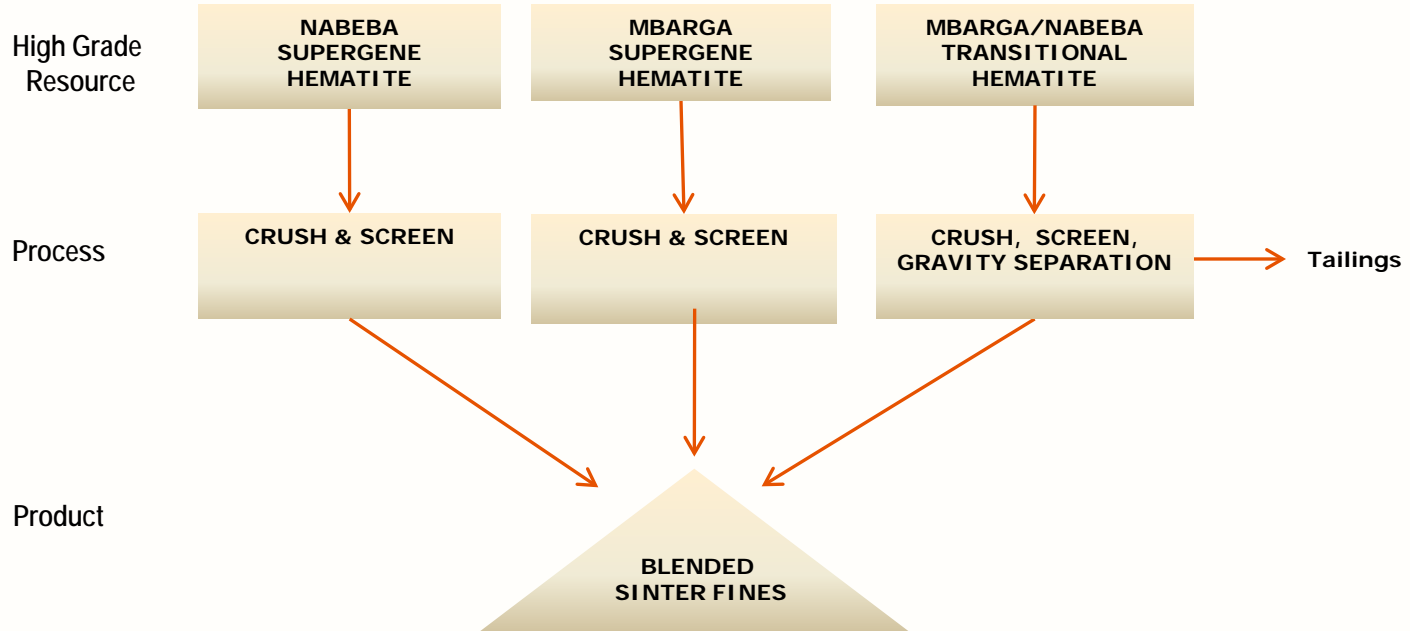 High Grade
Resource
NABEBA
SUPERGENE
HEMATITE
MBARGA
SUPERGENE
HEMATITE
MBARGA/NABEBA
TRANSITIONAL
HEMATITE
Process
CRUSH & SCREEN
CRUSH & SCREEN
CRUSH, SCREEN,
GRAVITY SEPARATION
Tailings
Product
BLENDED
SINTER FINES